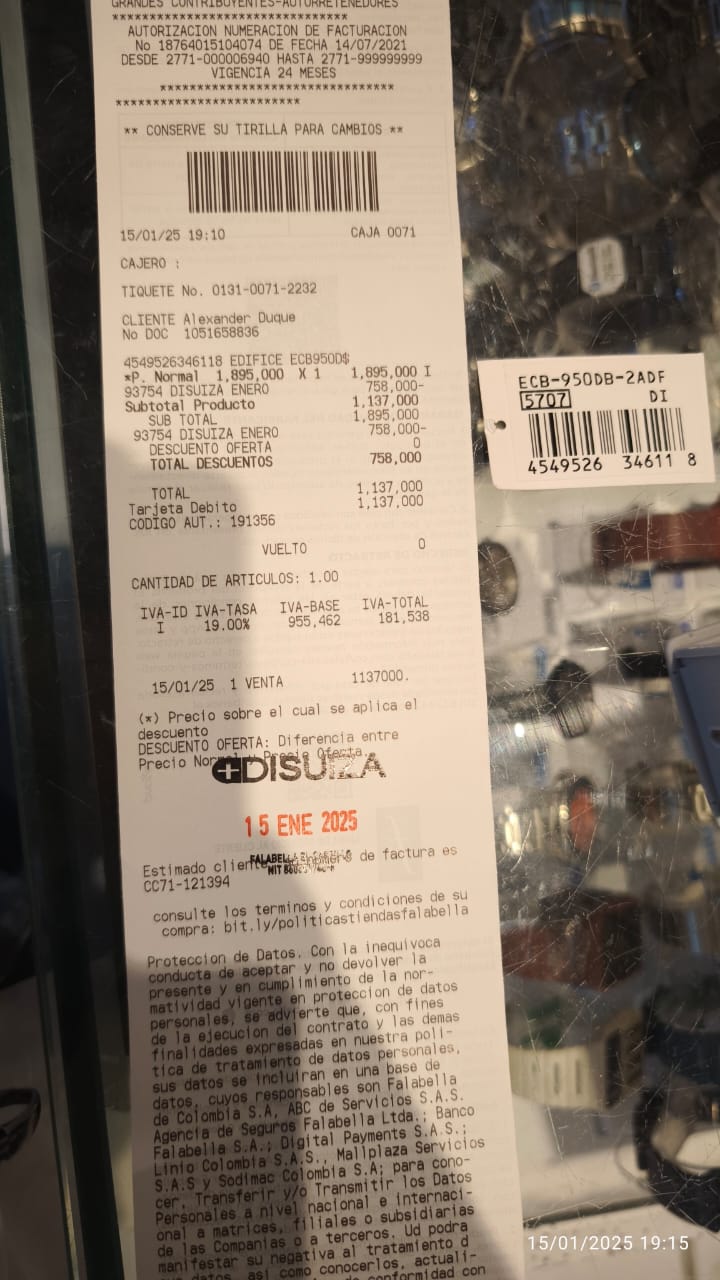 GRANDES CONTRIBUYENTES-AUTORRETENEDORES
*******************************
AUTORIZACION NUMERACION DE FACTURACION
No 18764015104074 DE FECHA 14/07/2021
DESDE 2771-000006940 HASTA 2771-999999999
VIGENCIA 24 MESES
*******************************
*************************
** CONSERVE SU TIRILLA PARA CAMBIOS **
15/01/25 19:10 CAJA 0071
CAJERO :
TIQUETE No. 0131-0071-2232
CLIENTE Alexander Duque
No DOC 1051658836
4549526346118 EDIFICE ECB950D$
*P. Normal 1,895,000 X 1 1,895,000 I
93754 DISUIZA ENERO 758,000-
Subtotal Producto 1,137,000
SUB TOTAL 1,895,000
93754 DISUIZA ENERO 758,000-
DESCUENTO OFERTA 0
TOTAL DESCUENTOS 758,000
TOTAL 1,137,000
Tarjeta Debito 1,137,000
CODIGO AUT.: 191356
VUELTO 0
CANTIDAD DE ARTICULOS: 1.00
IVA-ID IVA-TASA IVA-BASE IVA-TOTAL
I 19.00% 955,462 181,538
15/01/25 1 VENTA 1137000.
(*) Precio sobre el cual se aplica el
descuento
DESCUENTO OFERTA: Diferencia entre
Precio Normal y Precio Oferta.
DISUIZA
15 ENE 2025
FALABELLA
NIT
Estimado cliente de factura es
CC71-121394
consulte los terminos y condiciones de su
compra: bit.ly/politicastiendasfalabella
Proteccion de Datos. Con la inequivoca
conducta de aceptar y no devolver la
presente y en cumplimiento de la nor-
matividad vigente en proteccion de datos
personales, se advierte que, con fines
de la ejecucion del contrato y las demas
finalidades expresadas en nuestra poli-
tica de tratamiento de datos personales,
sus datos se incluiran en una base de
datos, cuyos responsables son Falabella
de Colombia S.A, ABC de Servicios S.A.S.
Agencia de Seguros Falabella Ltda.; Banco
Falabella S.A.; Digital Payments S.A.S.;
Linio Colombia S.A.S., Mallplaza Servicios
S.A.S y Sodimac Colombia S.A; para cono-
cer, Transferir y/o Transmitir los Datos
Personales a nivel nacional e internaci-
onal a matrices, filiales o subsidiarias
de las Companias o a terceros. Ud podra
manifestar su negativa al tratamiento d
sus datos, asi como conocerlos, actuali-
de conformidad con
ECB-950DB-2ADF
5707 DI
4549526 34611 8
15/01/2025 19:15